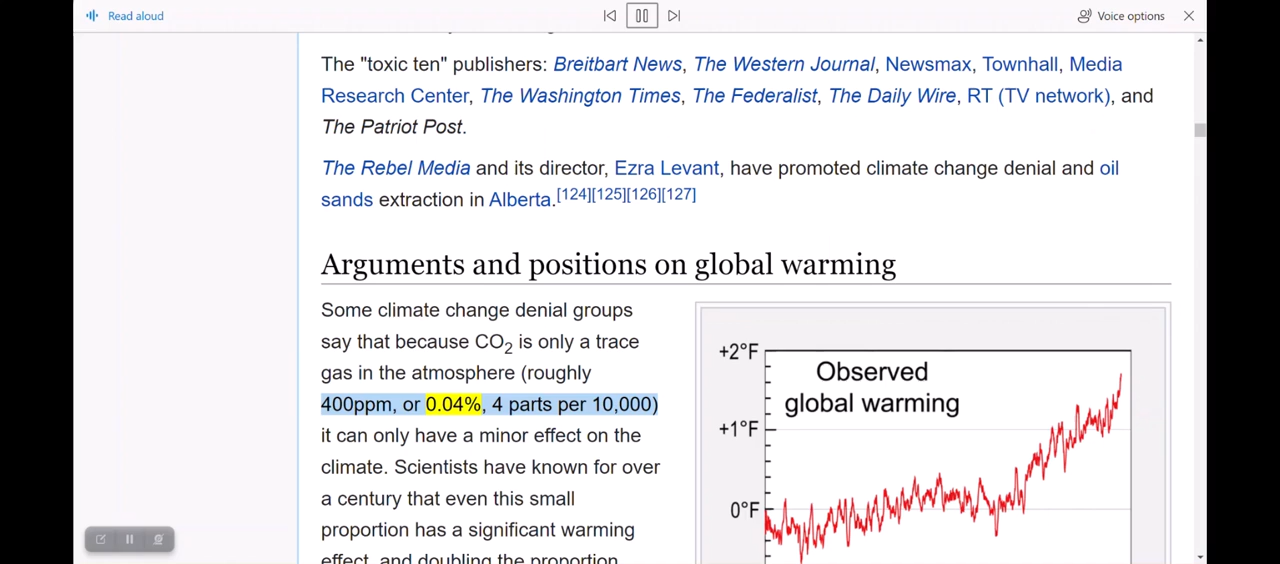 Read aloud
Voice options
The "toxic ten" publishers: Breitbart News, The Western Journal, Newsmax, Townhall, Media
Research Center, The Washington Times, The Federalist, The Daily Wire, RT (TV network), and
The Patriot Post.
The Rebel Media and its director, Ezra Levant, have promoted climate change denial and oil
sands extraction in Alberta.[124][125][126][127]
Arguments and positions on global warming
Some climate change denial groups
say that because CO₂ is only a trace
gas in the atmosphere (roughly
400ppm, or 0.04%, 4 parts per 10,000)
it can only have a minor effect on the
climate. Scientists have known for over
a century that even this small
proportion has a significant warming
effect, and doubling the proportion
+2°F
Observed
global warming
+1°F
0°F